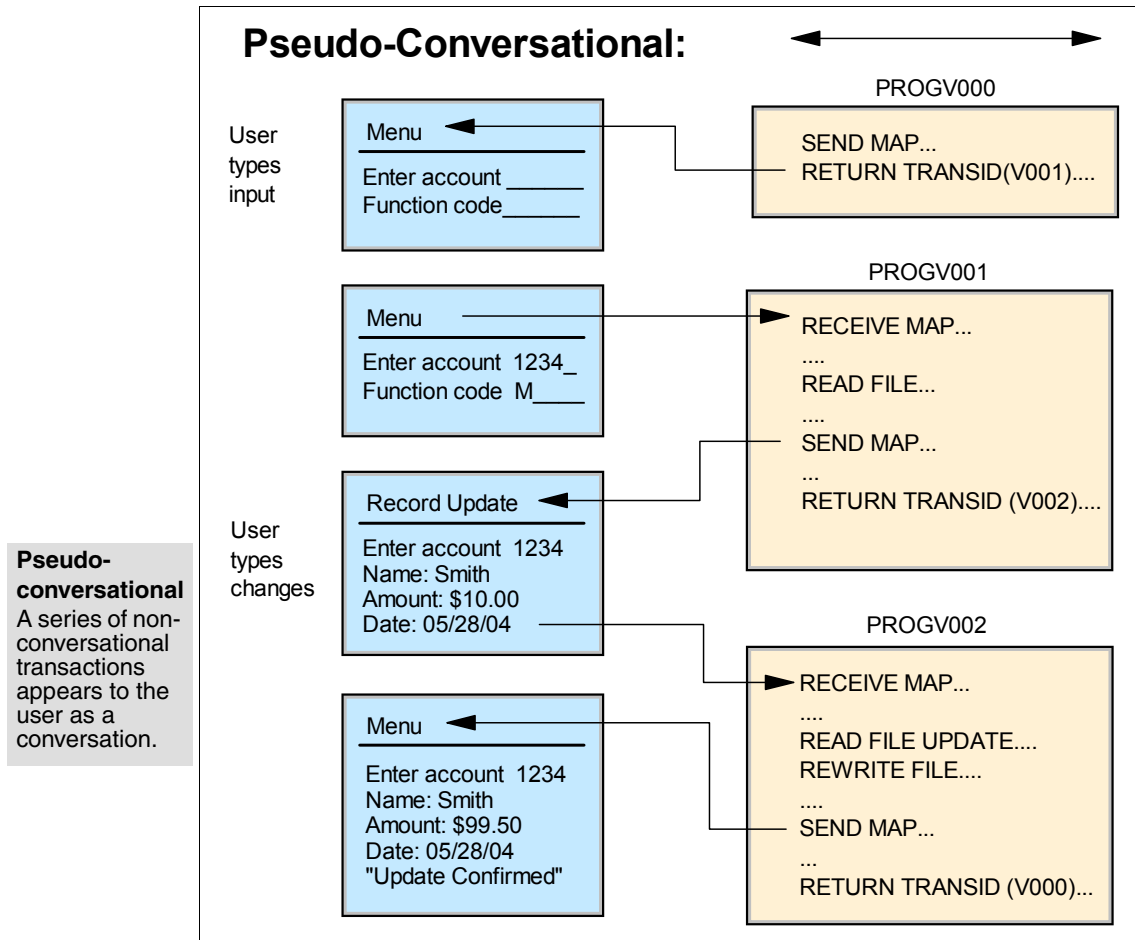 Pseudo-Conversational:
User
types
input
Menu
Enter account ______
Function code______
PROGV000
SEND MAP...
RETURN TRANSID(V001)....
Menu
Enter account 1234_
Function code M____
PROGV001
RECEIVE MAP...
....
READ FILE...
....
SEND MAP...
...
RETURN TRANSID (V002)....
User
types
changes
Record Update
Enter account 1234
Name: Smith
Amount: $10.00
Date: 05/28/04
Pseudo-
conversational
A series of non-
conversational
transactions
appears to the
user as a
conversation.
Menu
Enter account 1234
Name: Smith
Amount: $99.50
Date: 05/28/04
"Update Confirmed"
PROGV002
RECEIVE MAP...
....
READ FILE UPDATE....
REWRITE FILE....
....
SEND MAP...
...
RETURN TRANSID (V000)...